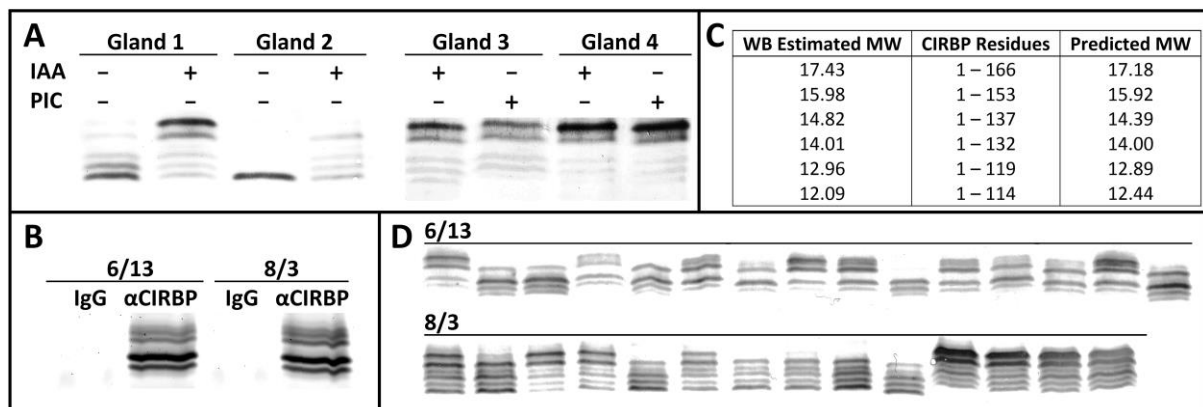 A
Gland 1 Gland 2 Gland 3 Gland 4
IAA – + – + + – + –
PIC – – – – – + – +
B
6/13 8/3
IgG αCIRBP IgG αCIRBP
C
WB Estimated MW CIRBP Residues Predicted MW
17.43 1 – 166 17.18
15.98 1 – 153 15.92
14.82 1 – 137 14.39
14.01 1 – 132 14.00
12.96 1 – 119 12.89
12.09 1 – 114 12.44
D
6/13
8/3